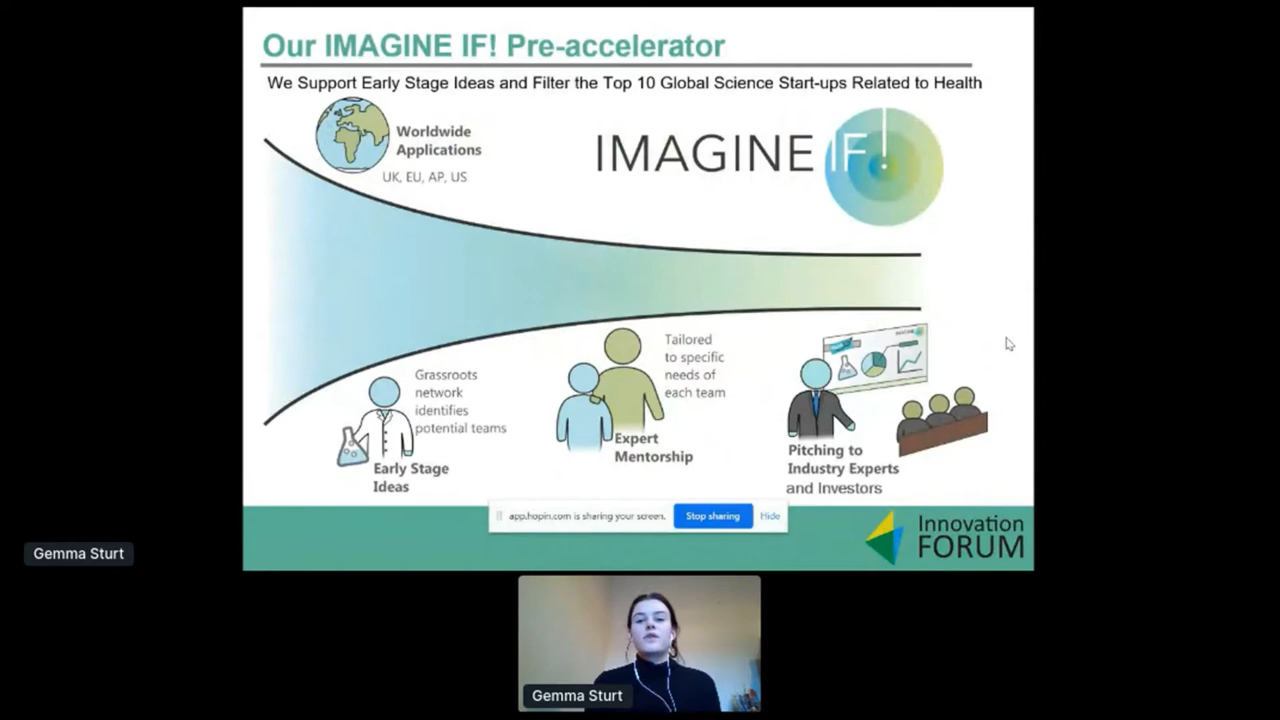 Our IMAGINE IF! Pre-accelerator
We Support Early Stage Ideas and Filter the Top 10 Global Science Start-ups Related to Health
Worldwide
Applications
UK, EU, AP, US
IMAGINE IF!
Grassroots
network
identifies
potential teams
Early Stage
Ideas
Tailored
to specific
needs of
each team
Expert
Mentorship
Pitching to
Industry Experts
and Investors
app.hopin.com is sharing your screen.
Stop sharing
Hide
Innovation
FORUM
Gemma Sturt
Gemma Sturt